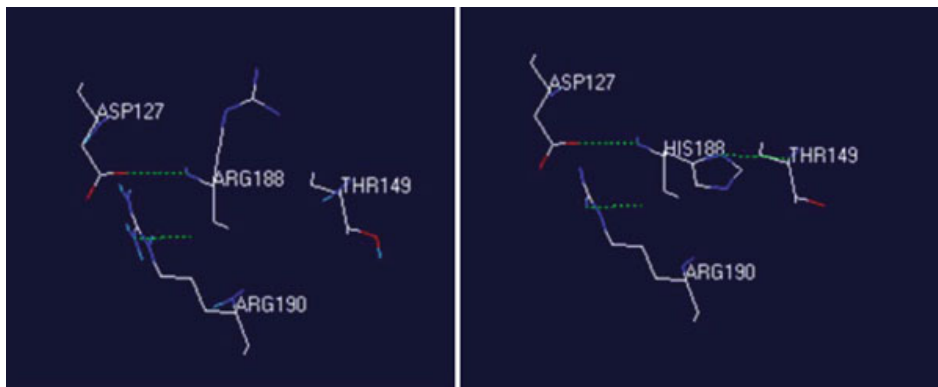 ASP127
ARG188
THR149
ARG190
ASP127
HIS188
THR149
ARG190